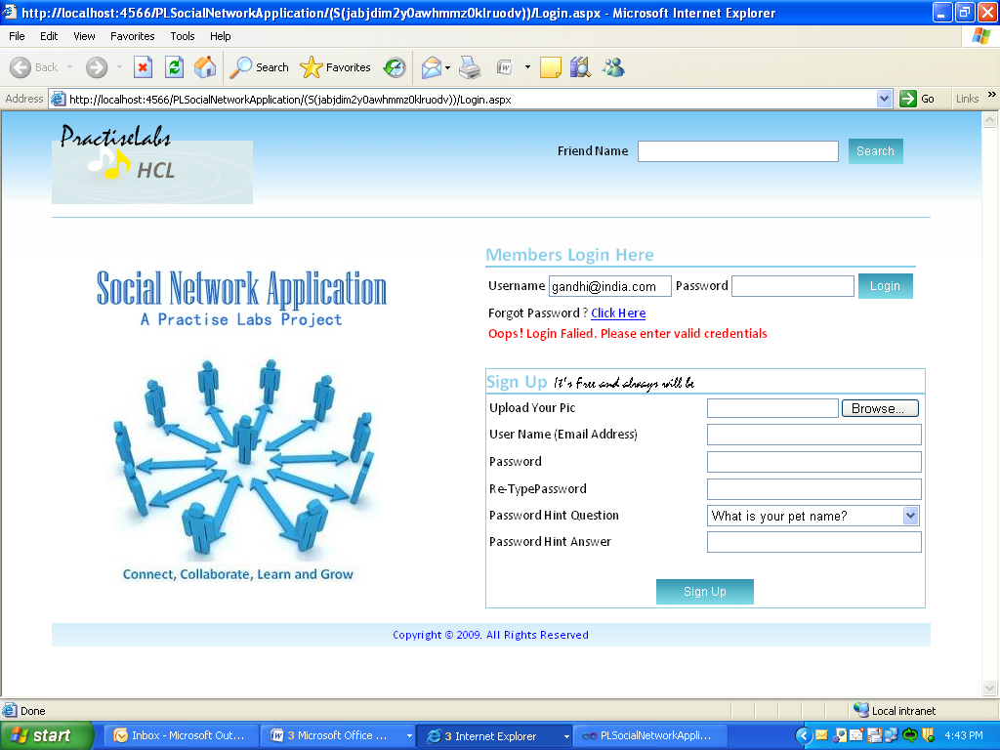 http://localhost:4566/PLSocialNetworkApplication/(S(jabjdim2y0awhmmz0klruodv))/Login.aspx - Microsoft Internet Explorer
File Edit View Favorites Tools Help
Back Search Favorites
Address http://localhost:4566/PLSocialNetworkApplication/(S(jabjdim2y0awhmmz0klruodv))/Login.aspx Go Links »
PractiseLabs
HCL
Friend Name Search
Social Network Application
A Practise Labs Project
Connect, Collaborate, Learn and Grow
Members Login Here
Username gandhi@india.com Password Login
Forgot Password ? Click Here
Oops! Login Falied. Please enter valid credentials
Sign Up It's Free and always will be
Upload Your Pic Browse...
User Name (Email Address)
Password
Re-TypePassword
Password Hint Question What is your pet name?
Password Hint Answer
Sign Up
Copyright © 2009. All Rights Reserved
Done Local intranet
start Inbox - Microsoft Out... 3 Microsoft Office ... 3 Internet Explorer PLSocialNetworkAppli... 4:43 PM